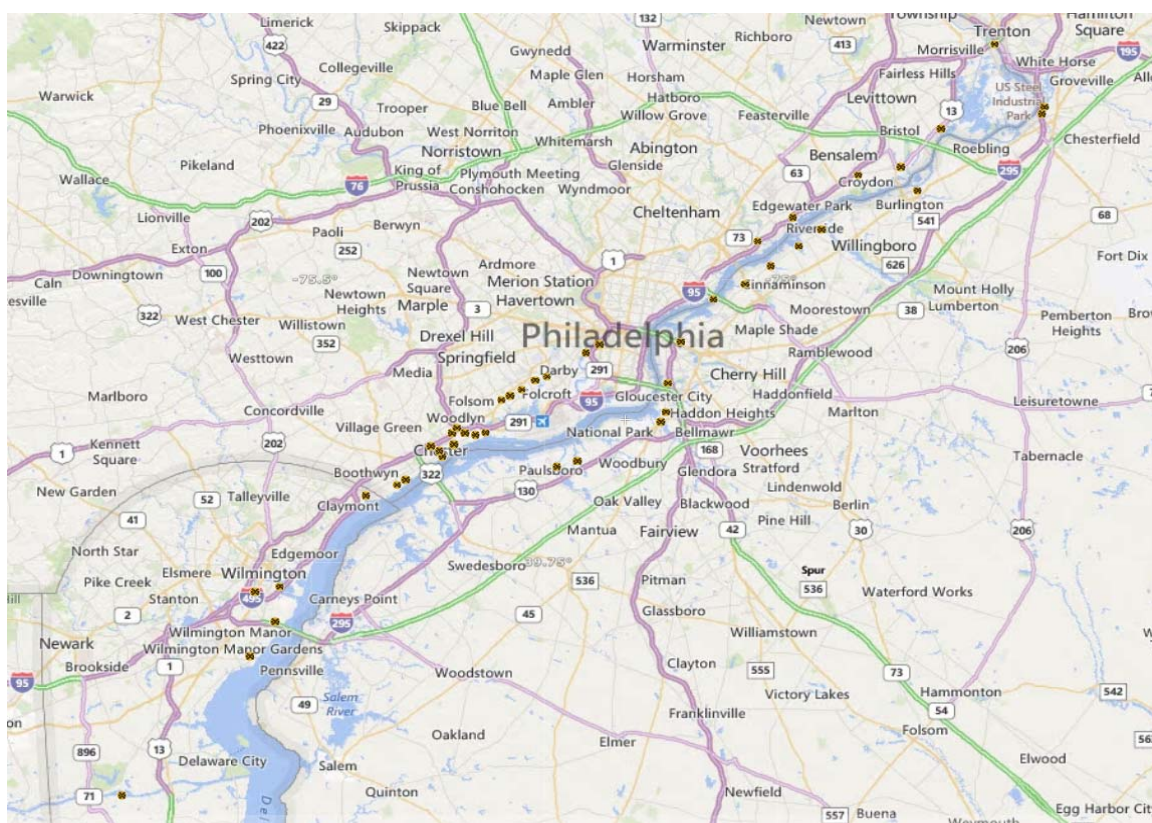 Limerick
422
Skippack
132
Newtown
Township
Hamilton
Square
Richboro
413
Trenton
Morrisville
195
Gwynedd
Warminster
Collegeville
Spring City
Maple Glen
Horsham
Fairless Hills
White Horse
Groveville
Warwick
29
Trooper
Blue Bell
Ambler
Hatboro
Levittown
US Steel
Industrial
Park
Phoenixville
Audubon
West Norriton
Willow Grove
Feasterville
13
Norristown
Whitemarsh
Abington
Bristol
Chesterfield
Pikeland
King of
Prussia
Plymouth Meeting
Glenside
Bensalem
Roebling
Wallace
76
Conshohocken
Wyndmoor
63
Croydon
295
Lionville
202
Cheltenham
Edgewater Park
Burlington
Paoli
Berwyn
73
Riverside
541
68
Exton
252
Willingboro
Downingtown
100
-75.5°
Newtown
Square
Ardmore
1
626
Fort Dix
Caln
Merion Station
95
-75°
Cinnaminson
Mount Holly
esville
322
West Chester
Newtown
Heights
Marple
3
Havertown
Lumberton
Willistown
Moorestown
38
Pemberton
Heights
352
Drexel Hill
Philadelphia
Maple Shade
Westtown
Springfield
Ramblewood
206
Media
Darby
291
Cherry Hill
Marlboro
Folsom
Folcroft
95
Gloucester City
Haddonfield
Leisuretowne
Concordville
Village Green
Woodlyn
291
Haddon Heights
Marlton
1
Kennett
Square
202
Chester
National Park
Bellmawr
Tabernacle
322
168
Voorhees
Boothwyn
Paulsboro
Woodbury
Glendora
Stratford
New Garden
52
Talleyville
130
Lindenwold
Claymont
Oak Valley
Blackwood
Berlin
41
Mantua
Fairview
42
Pine Hill
30
206
North Star
Edgemoor
Swedesboro
39.75°
Elsmere
Wilmington
Spur
Pike Creek
536
Pitman
536
Stanton
495
Carneys Point
Waterford Works
2
45
Glassboro
295
Newark
Wilmington Manor
Williamstown
Wilmington Manor Gardens
Brookside
1
Pennsville
Woodstown
Clayton
555
73
95
Salem
River
Victory Lakes
Hammonton
542
49
Franklinville
54
896
13
Oakland
Elmer
Folsom
Delaware City
Salem
Elwood
71
Quinton
Newfield
557
Buena
Egg Harbor City
Weymouth